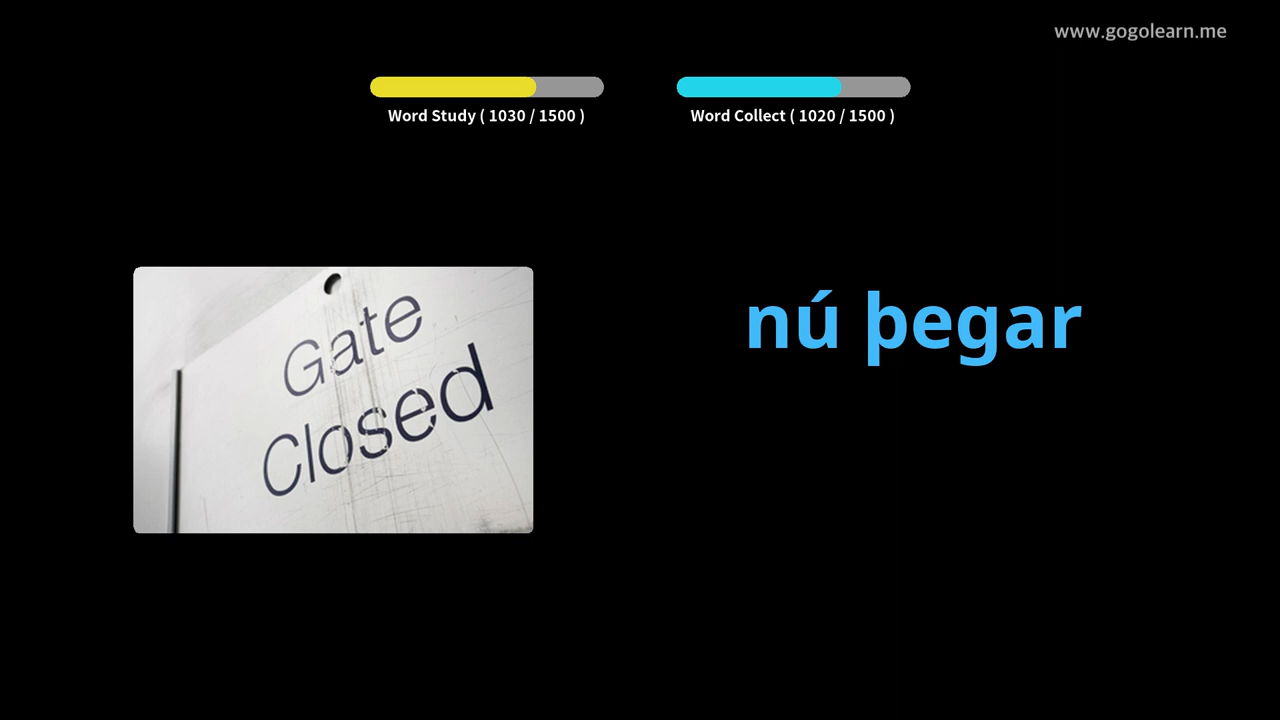 www.gogolearn.me
Word Study ( 1030 / 1500 )
Word Collect ( 1020 / 1500 )
Gate
Closed
nú þegar